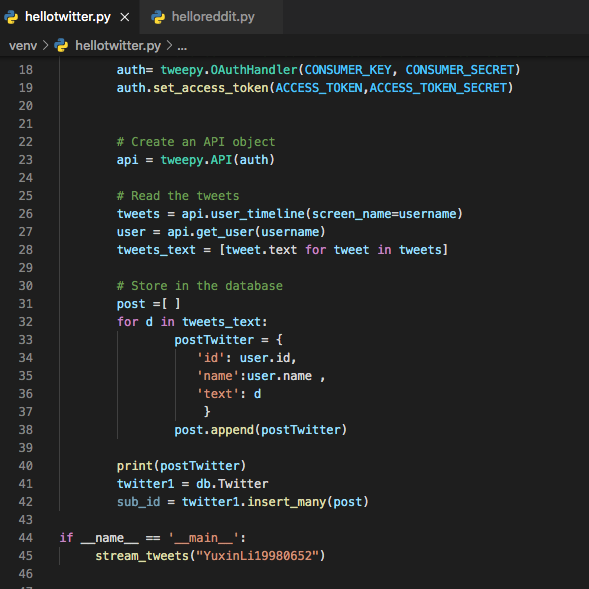 hellotwitter.py × helloreddit.py
venv > hellotwitter.py > ...
18 auth= tweepy.OAuthHandler(CONSUMER_KEY, CONSUMER_SECRET)
19 auth.set_access_token(ACCESS_TOKEN,ACCESS_TOKEN_SECRET)
20
21
22 # Create an API object
23 api = tweepy.API(auth)
24
25 # Read the tweets
26 tweets = api.user_timeline(screen_name=username)
27 user = api.get_user(username)
28 tweets_text = [tweet.text for tweet in tweets]
29
30 # Store in the database
31 post =[ ]
32 for d in tweets_text:
33 postTwitter = {
34 'id': user.id,
35 'name':user.name ,
36 'text': d
37 }
38 post.append(postTwitter)
39
40 print(postTwitter)
41 twitter1 = db.Twitter
42 sub_id = twitter1.insert_many(post)
43
44 if __name__ == '__main__':
45 stream_tweets("YuxinLi19980652")
46